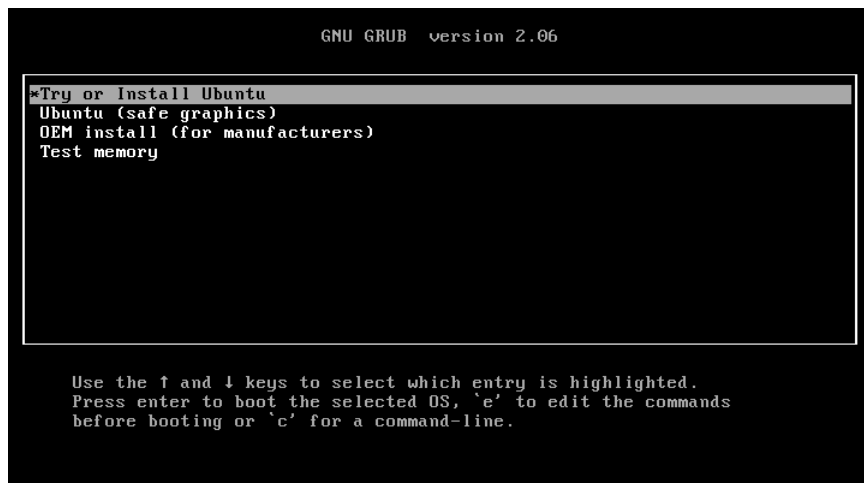 GNU GRUB  version 2.06
*Try or Install Ubuntu
Ubuntu (safe graphics)
OEM install (for manufacturers)
Test memory
Use the ↑ and ↓ keys to select which entry is highlighted.
Press enter to boot the selected OS, `e' to edit the commands
before booting or `c' for a command-line.